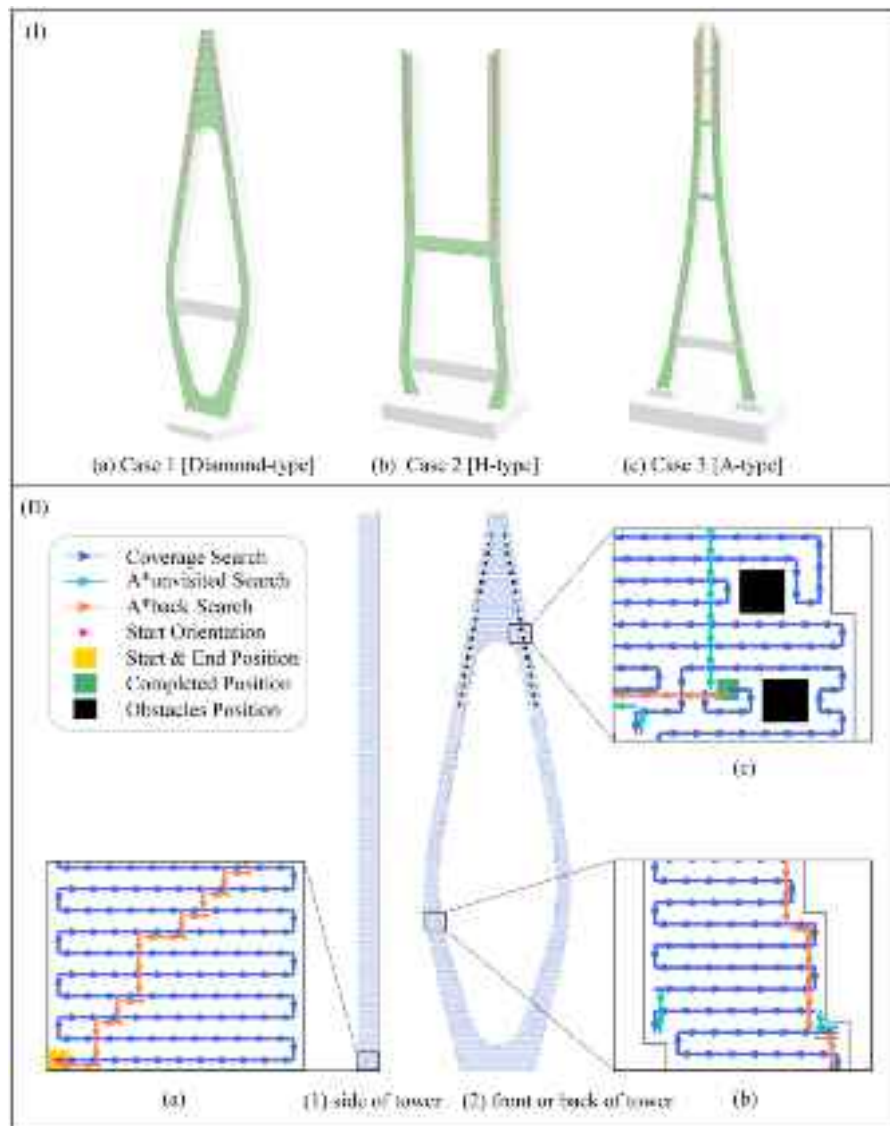 (I)
(a) Case 1 [Diamond-type]
(b) Case 2 [H-type]
(c) Case 3 [A-type]
(II)
Coverage Search
A*unvisited Search
A*back Search
Start Orientation
Start & End Position
Completed Position
Obstacles Position
(c)
(a)
(1) side of tower
(2) front or back of tower
(b)